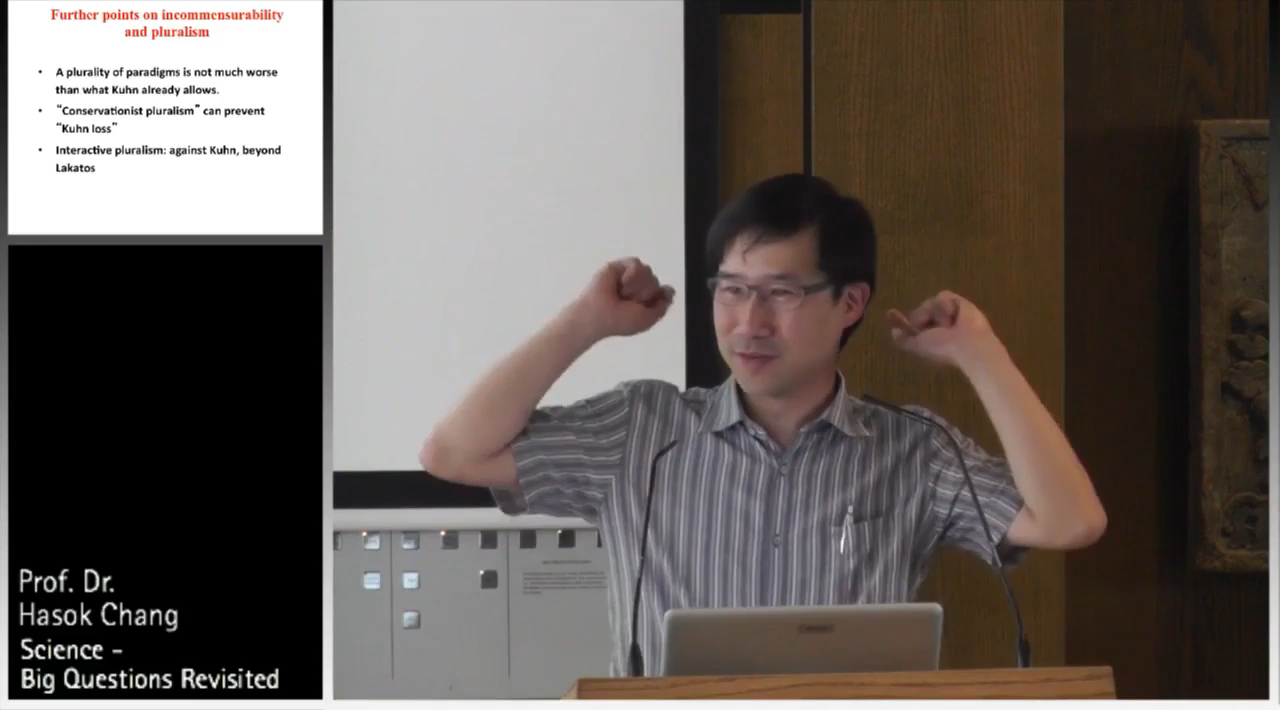 Further points on incommensurability
and pluralism
• A plurality of paradigms is not much worse
than what Kuhn already allows.
• “Conservationist pluralism” can prevent
“Kuhn loss”
• Interactive pluralism: against Kuhn, beyond
Lakatos
Prof. Dr.
Hasok Chang
Science –
Big Questions Revisited